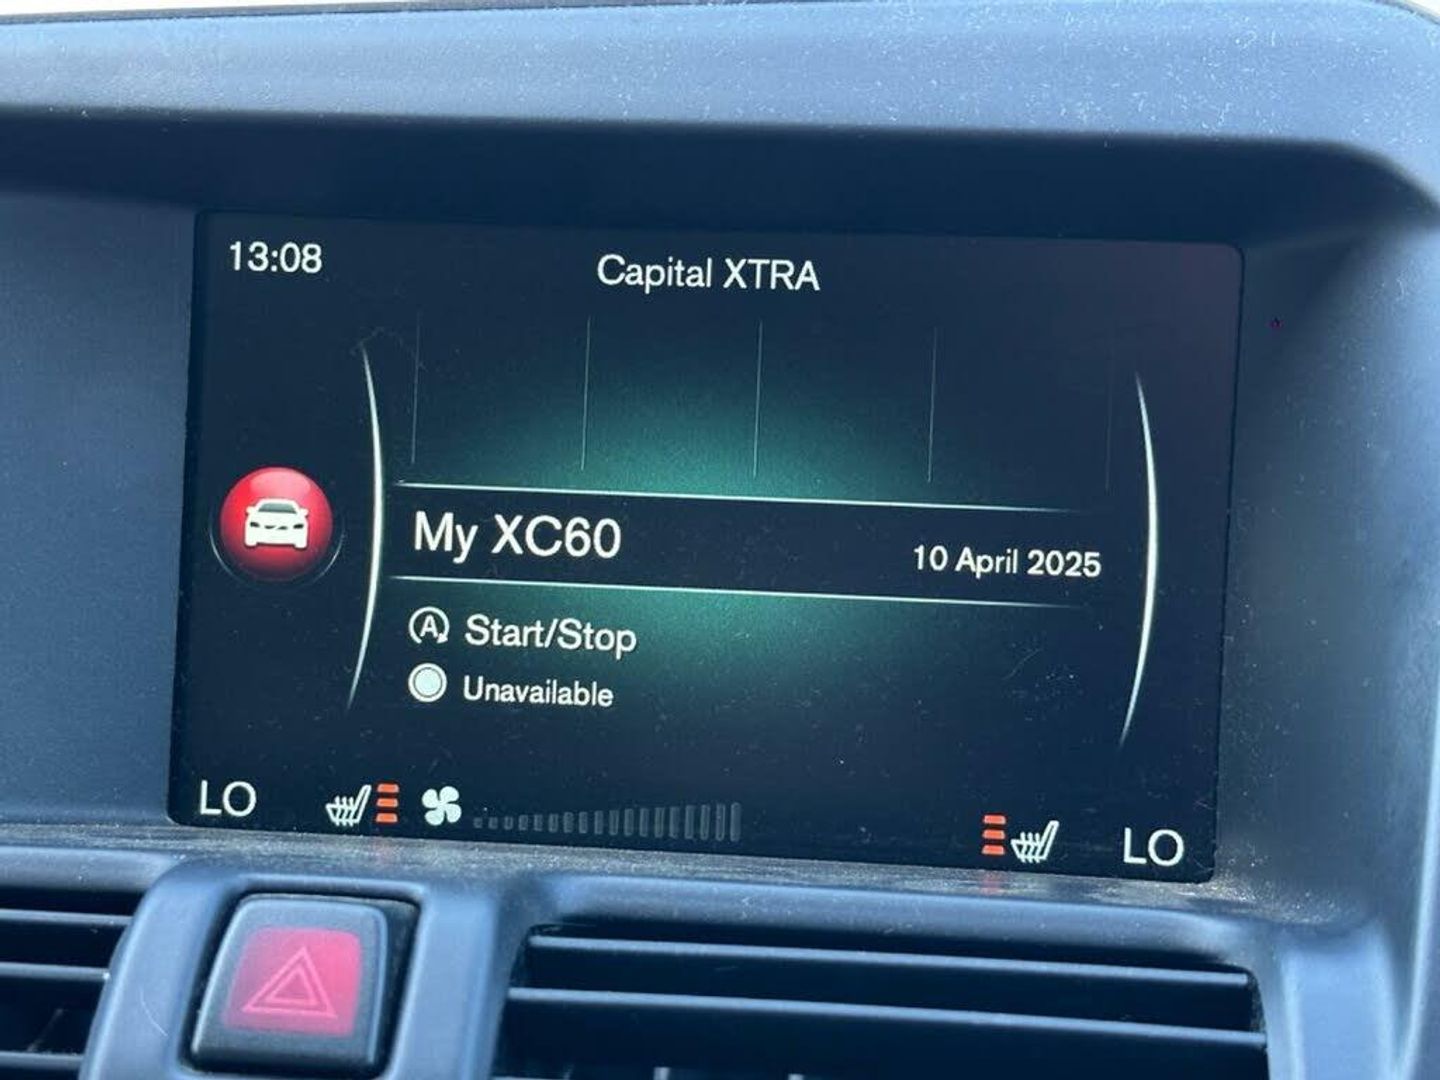 13:08
Capital XTRA
My XC60
10 April 2025
A Start/Stop
Unavailable
LO
LO